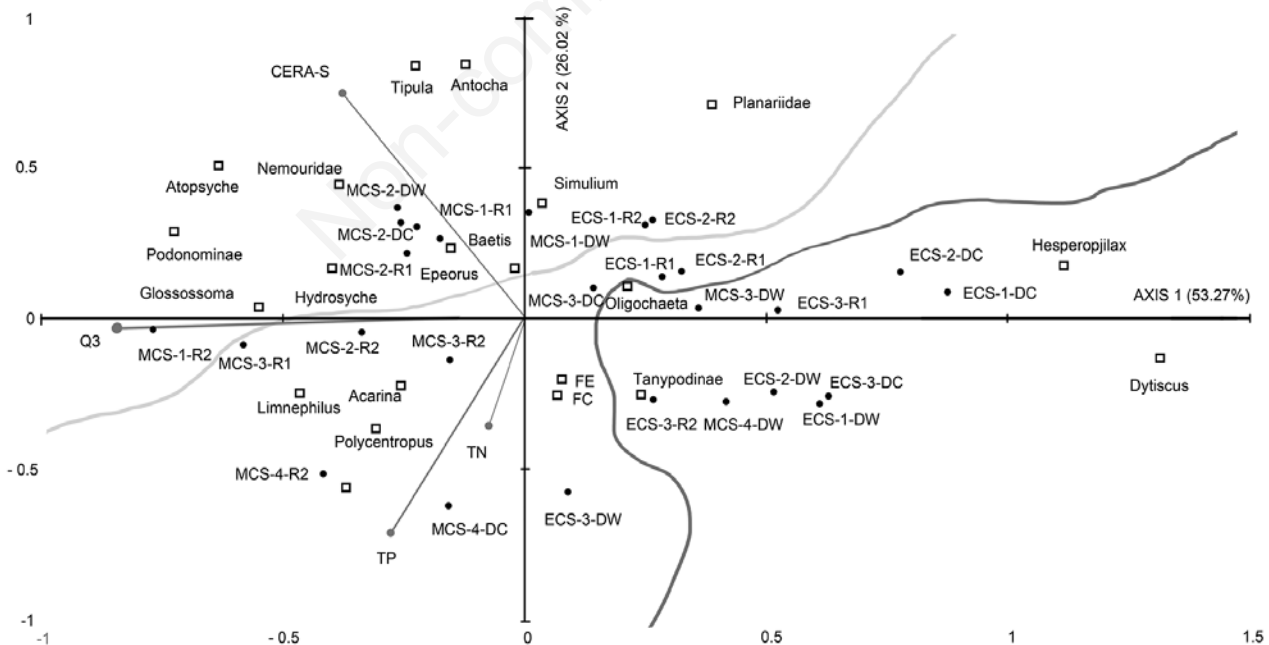 Non-com
1
AXIS 2 (26.02 %)
CERA-S
Tipula
Antocha
Planariidae
0.5
Atopsyche
Nemouridae
Simulium
MCS-2-DW
MCS-1-R1
ECS-1-R2
ECS-2-R2
MCS-2-DC
Baetis
MCS-1-DW
Podonominae
MCS-2-R1
Epeorus
ECS-1-R1
ECS-2-R1
ECS-2-DC
Hesperopjilax
Glossossoma
Hydrosyche
MCS-3-DC
Oligochaeta
MCS-3-DW
ECS-3-R1
ECS-1-DC
AXIS 1 (53.27%)
0
Q3
MCS-1-R2
MCS-3-R1
MCS-2-R2
MCS-3-R2
Limnephilus
Acarina
FE
FC
Tanypodinae
ECS-2-DW
ECS-3-DC
Dytiscus
ECS-3-R2
MCS-4-DW
ECS-1-DW
Polycentropus
TN
- 0.5
MCS-4-R2
MCS-4-DC
ECS-3-DW
TP
-1
-1
- 0.5
0
0.5
1
1.5